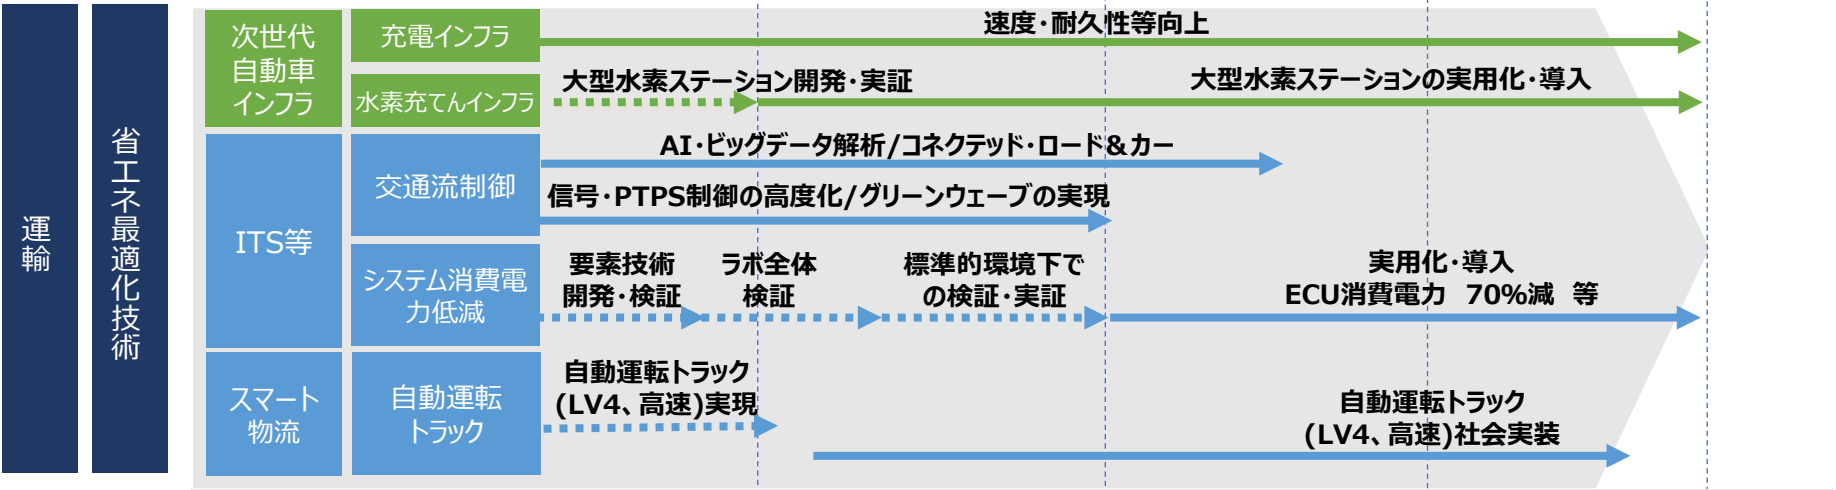 運輸
省エネ最適化技術
次世代
自動車
インフラ
充電インフラ
速度・耐久性等向上
水素充てんインフラ
大型水素ステーション開発・実証
大型水素ステーションの実用化・導入
ITS等
交通流制御
AI・ビッグデータ解析/コネクテッド・ロード&カー
信号・PTPS制御の高度化/グリーンウェーブの実現
システム消費電
力低減
要素技術
開発・検証
ラボ全体
検証
標準的環境下で
の検証・実証
実用化・導入
ECU消費電力　70%減　等
スマート
物流
自動運転
トラック
自動運転トラック
(LV4、高速)実現
自動運転トラック
(LV4、高速)社会実装